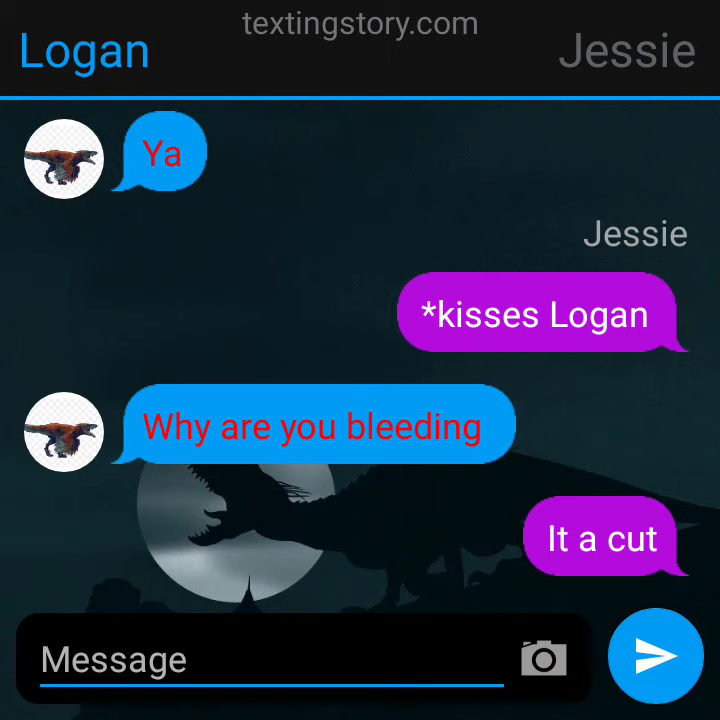 textingstory.com
Logan
Jessie
Ya
Jessie
*kisses Logan
Why are you bleeding
It a cut
Message